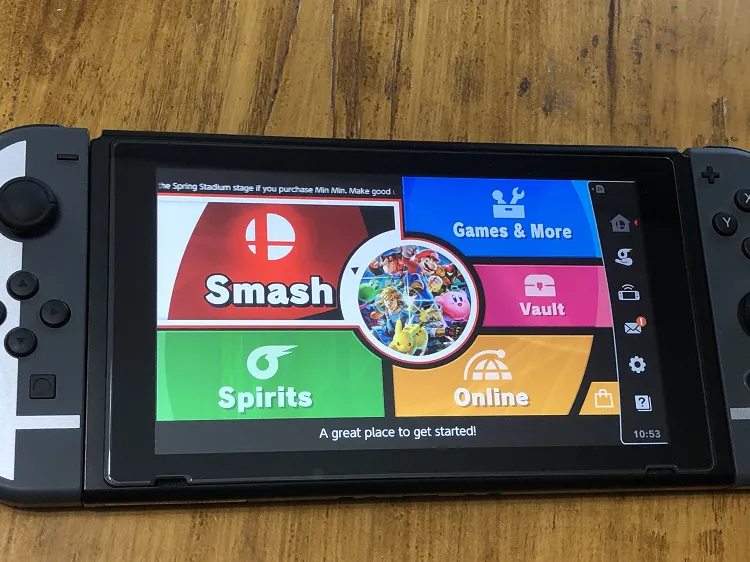 the Spring Stadium stage if you purchase Min Min. Make good u
Games & More
Smash
Vault
Spirits
Online
A great place to get started!
10:53
Y
X